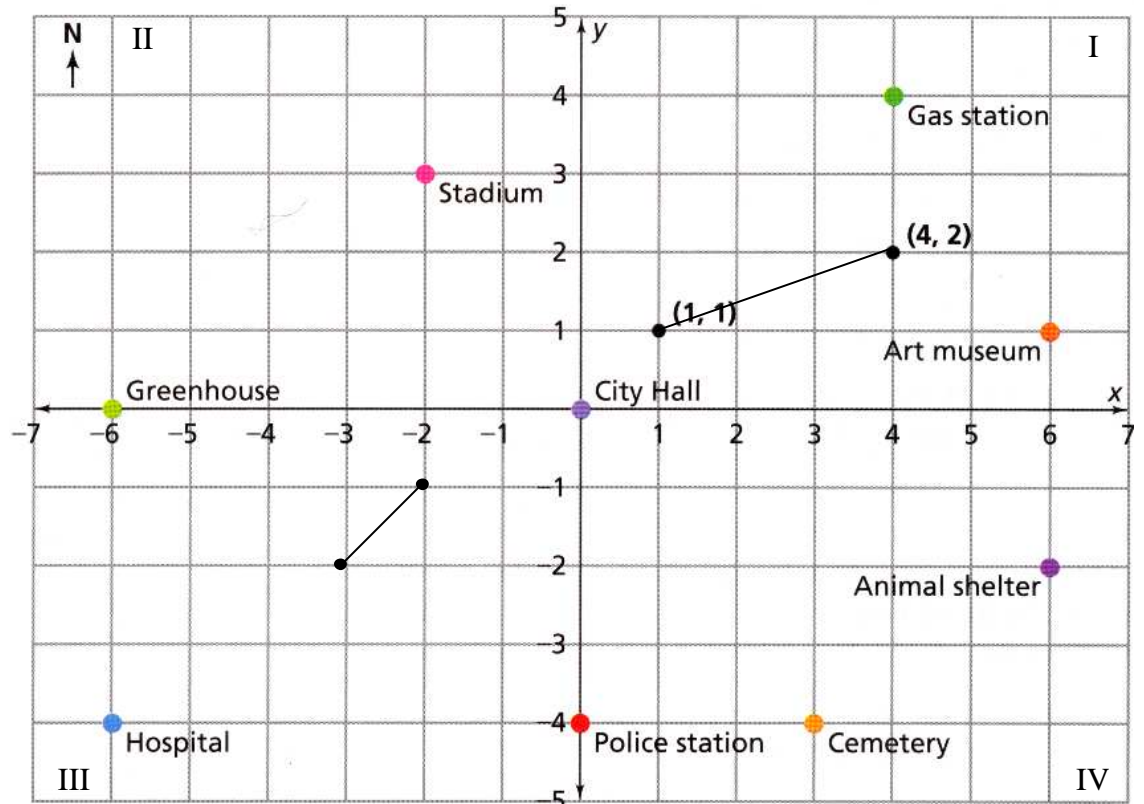 5
y
N
II
I
4
Gas station
3
Stadium
(4, 2)
2
(1, 1)
1
Art museum
Greenhouse
City Hall
x
−7 −6 −5 −4 −3 −2 −1 1 2 3 4 5 6 7
−1
−2
Animal shelter
−3
−4
Hospital
Police station
Cemetery
III
IV
−5